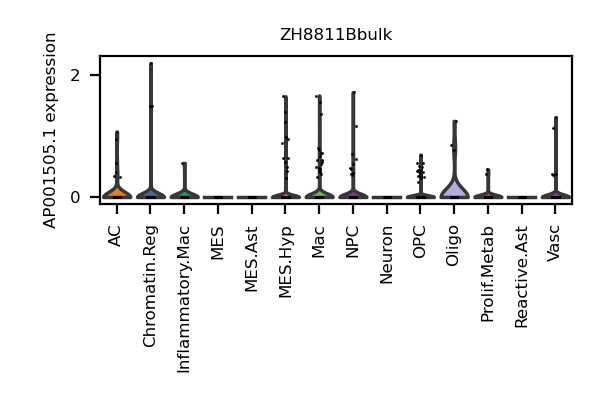 ZH8811Bbulk
AP001505.1 expression
2
0
AC
Chromatin.Reg
Inflammatory.Mac
MES
MES.Ast
MES.Hyp
Mac
NPC
Neuron
OPC
Oligo
Prolif.Metab
Reactive.Ast
Vasc